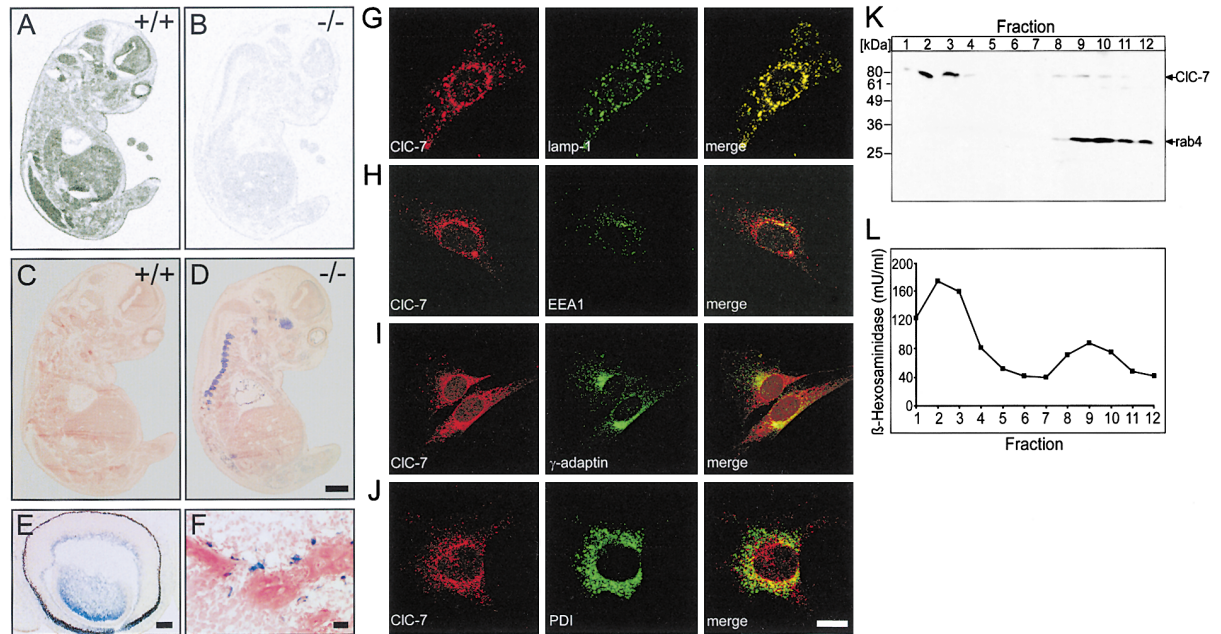 A +/+
B -/-
C +/+
D -/-
E
F
G
ClC-7
lamp-1
merge
H
ClC-7
EEA1
merge
I
ClC-7
γ-adaptin
merge
J
ClC-7
PDI
merge
K
Fraction
[kDa] 1 2 3 4 5 6 7 8 9 10 11 12
80
61
49
36
25
ClC-7
rab4
L
ß-Hexosaminidase (mU/ml)
200
160
120
80
40
0
1 2 3 4 5 6 7 8 9 10 11 12
Fraction